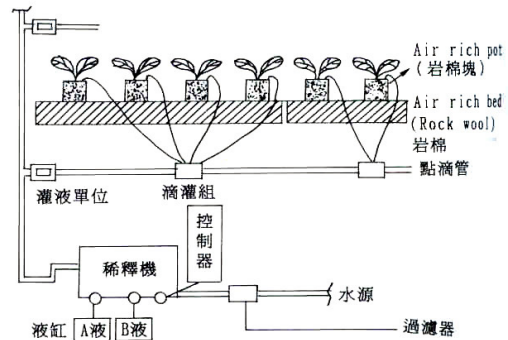 Air rich pot
(岩棉塊)
Air rich bed
(Rock wool)
岩棉
點滴管
灌液單位
滴灌組
控制器
稀釋機
水源
液缸
A液
B液
過濾器